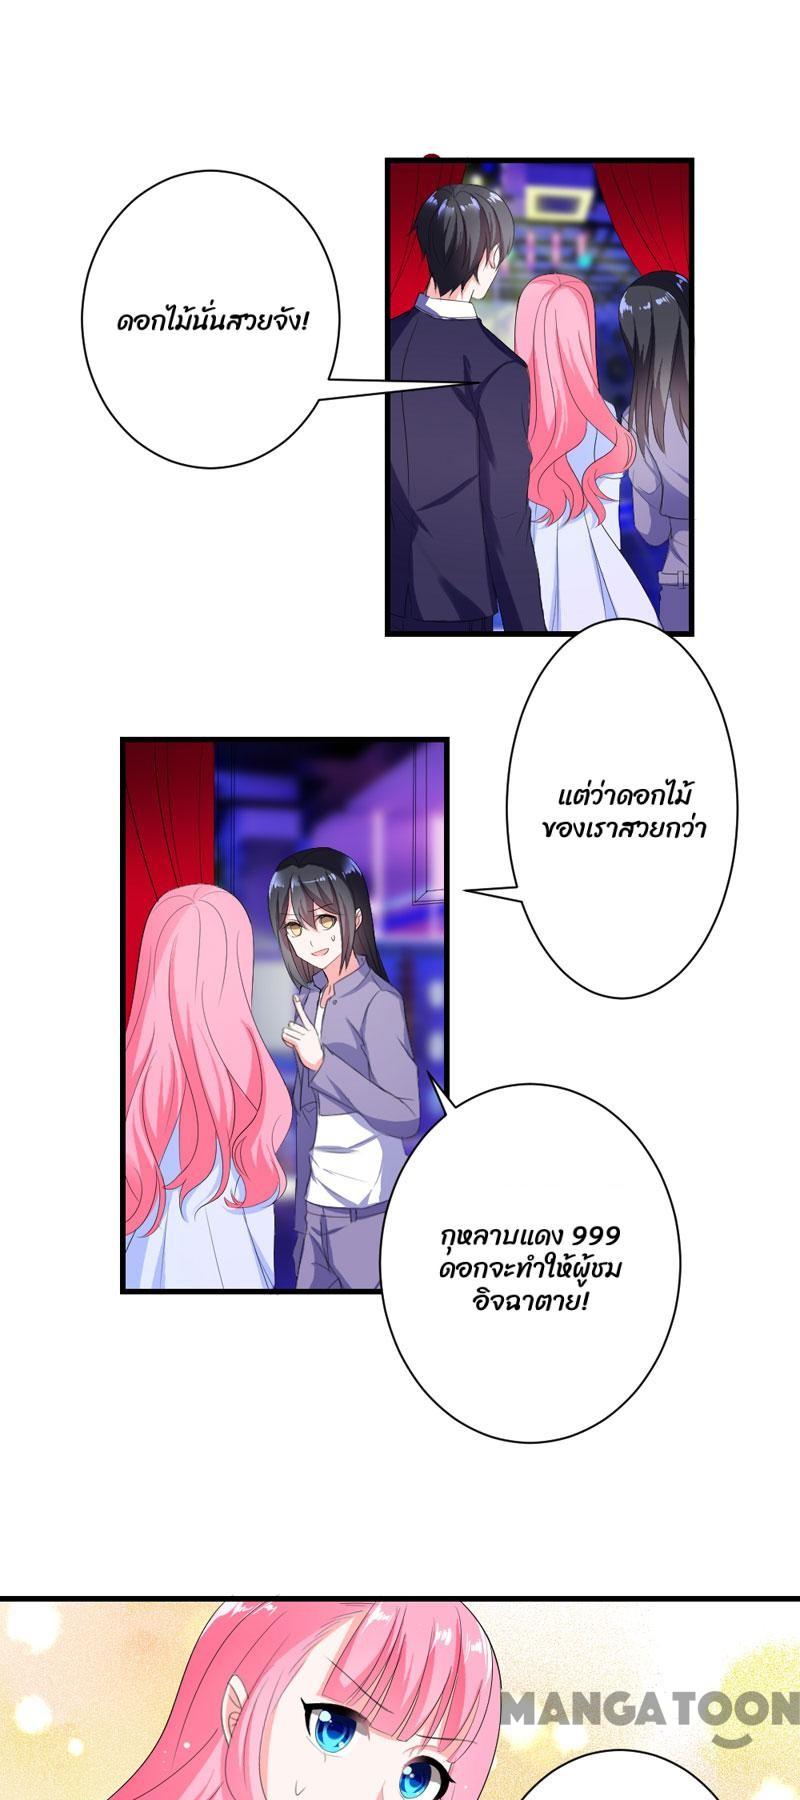 ดอกไม้นั่นสวยจัง!
แต่ว่าดอกไม้
ของเราสวยกว่า
กุหลาบแดง 999
ดอกจะทำให้ผู้ชม
อิจฉาตาย!
MANGATOON